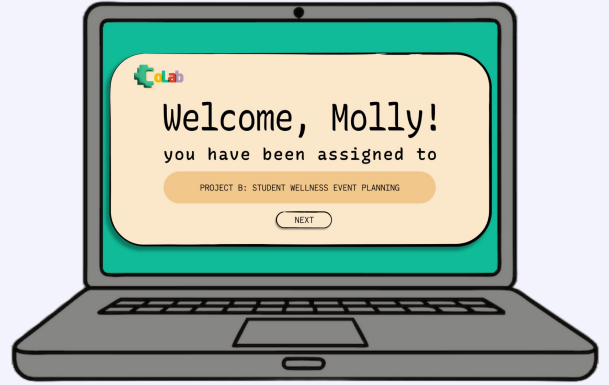 CoLab
Welcome, Molly!
you have been assigned to
PROJECT B: STUDENT WELLNESS EVENT PLANNING
NEXT